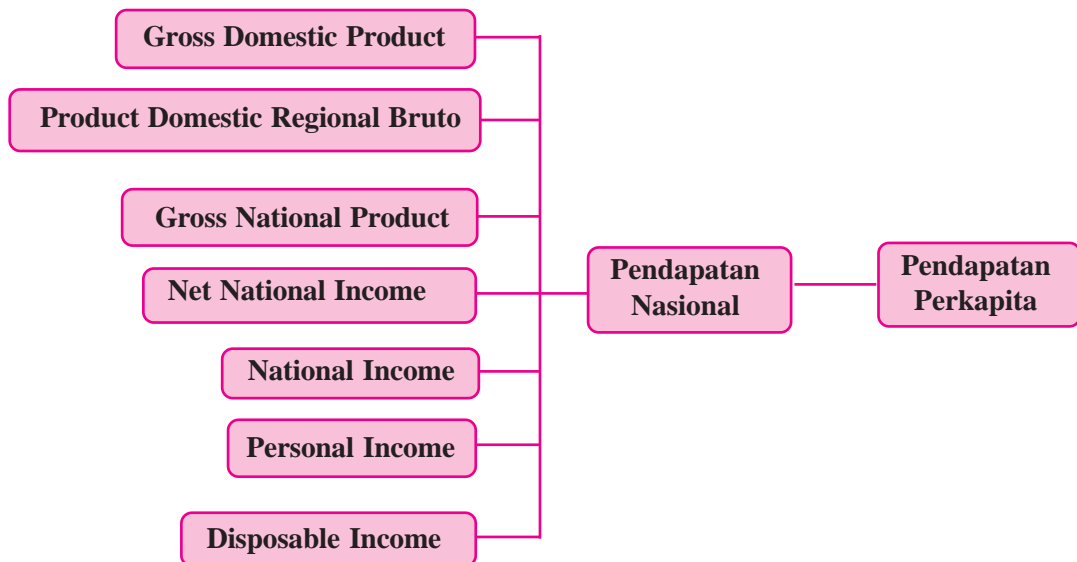 Gross Domestic Product
Product Domestic Regional Bruto
Gross National Product
Net National Income
National Income
Personal Income
Disposable Income
Pendapatan
Nasional
Pendapatan
Perkapita